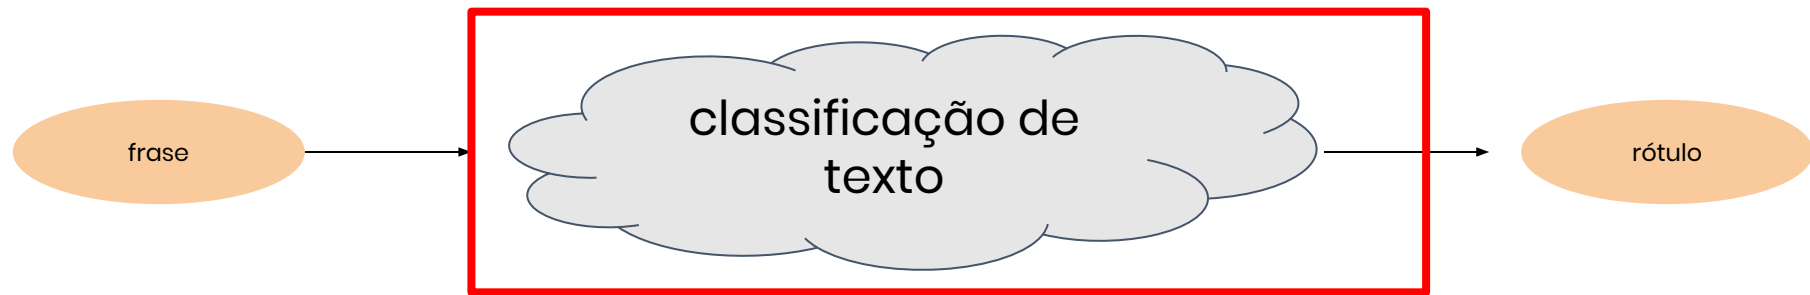 frase
classificação de
texto
rótulo